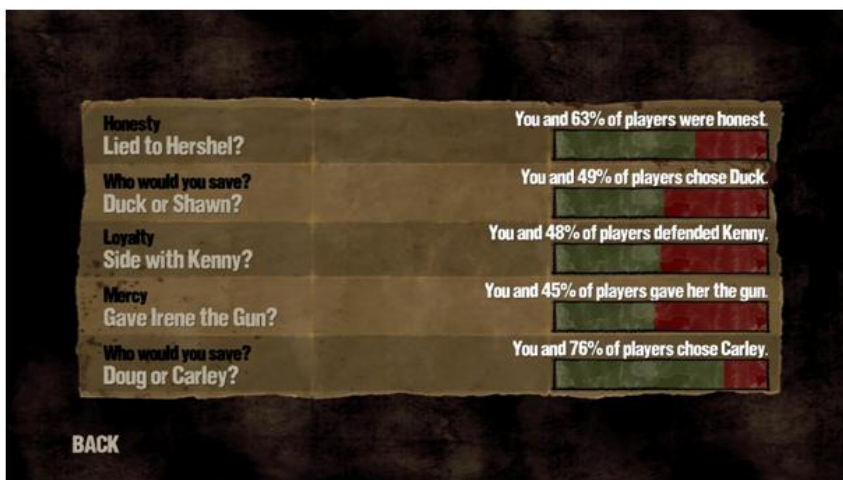 Honesty
You and 63% of players were honest.
Lied to Hershel?
Who would you save?
You and 49% of players chose Duck.
Duck or Shawn?
Loyalty
You and 48% of players defended Kenny.
Side with Kenny?
Mercy
You and 45% of players gave her the gun.
Gave Irene the Gun?
Who would you save?
You and 76% of players chose Carley.
Doug or Carley?
BACK